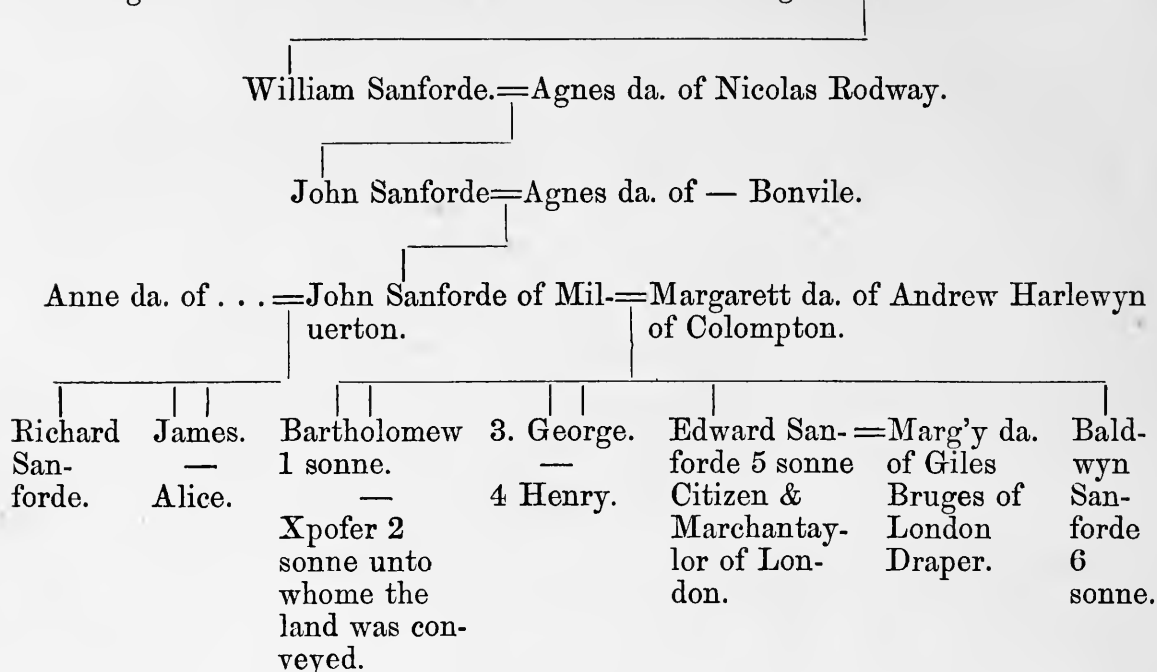 William Sanforde.=Agnes da. of Nicolas Rodway.
John Sanforde=Agnes da. of — Bonvile.
Anne da. of . . . =John Sanforde of Mil-=Margarett da. of Andrew Harlewyn
uerton.
of Colompton.
Richard
San-
forde.
James.
—
Alice.
Bartholomew
1 sonne.
—
Xpofer 2
sonne unto
whome the
land was con-
veyed.
3. George.
—
4 Henry.
Edward San-=Marg'y da.
forde 5 sonne
Citizen &
Marchantay-
lor of Lon-
don.
of Giles
Bruges of
London
Draper.
Bald-
wyn
San-
forde
6
sonne.